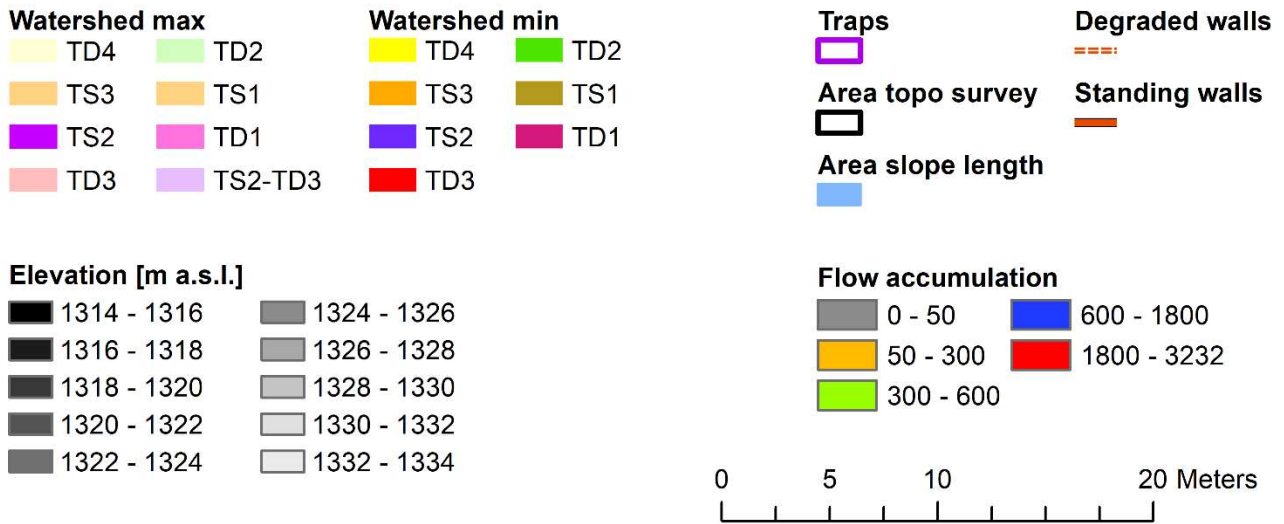 Watershed max
TD4 TD2
TS3 TS1
TS2 TD1
TD3 TS2-TD3
Watershed min
TD4 TD2
TS3 TS1
TS2 TD1
TD3
Traps
Degraded walls
Area topo survey
Standing walls
Area slope length
Elevation [m a.s.l.]
1314 - 1316 1324 - 1326
1316 - 1318 1326 - 1328
1318 - 1320 1328 - 1330
1320 - 1322 1330 - 1332
1322 - 1324 1332 - 1334
Flow accumulation
0 - 50 600 - 1800
50 - 300 1800 - 3232
300 - 600
0 5 10 20 Meters